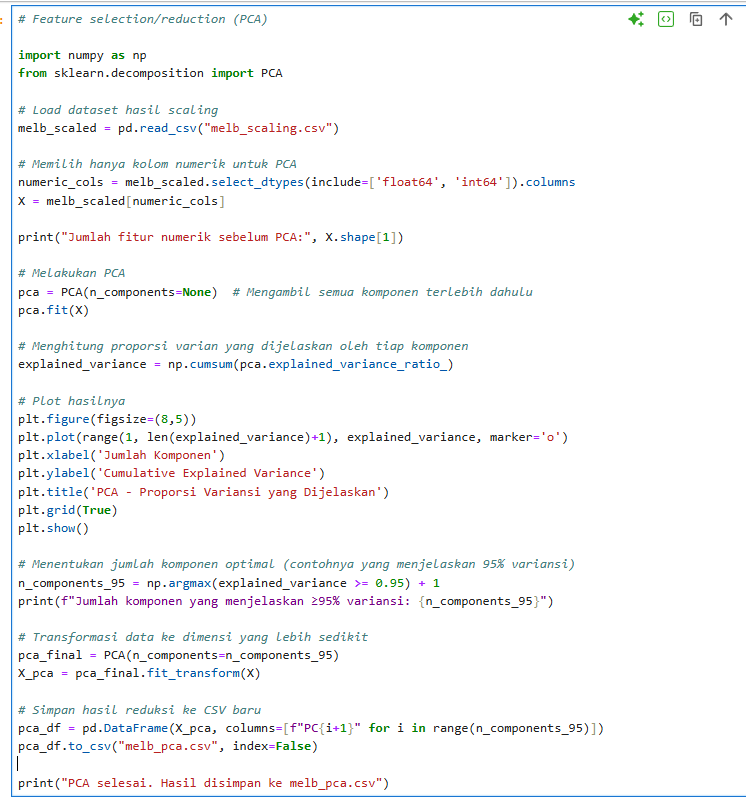 # Feature selection/reduction (PCA)
import numpy as np
from sklearn.decomposition import PCA
# Load dataset hasil scaling
melb_scaled = pd.read_csv("melb_scaling.csv")
# Memilih hanya kolom numerik untuk PCA
numeric_cols = melb_scaled.select_dtypes(include=['float64', 'int64']).columns
X = melb_scaled[numeric_cols]
print("Jumlah fitur numerik sebelum PCA:", X.shape[1])
# Melakukan PCA
pca = PCA(n_components=None)  # Mengambil semua komponen terlebih dahulu
pca.fit(X)
# Menghitung proporsi varian yang dijelaskan oleh tiap komponen
explained_variance = np.cumsum(pca.explained_variance_ratio_)
# Plot hasilnya
plt.figure(figsize=(8,5))
plt.plot(range(1, len(explained_variance)+1), explained_variance, marker='o')
plt.xlabel('Jumlah Komponen')
plt.ylabel('Cumulative Explained Variance')
plt.title('PCA - Proporsi Variansi yang Dijelaskan')
plt.grid(True)
plt.show()
# Menentukan jumlah komponen optimal (contohnya yang menjelaskan 95% variansi)
n_components_95 = np.argmax(explained_variance >= 0.95) + 1
print(f"Jumlah komponen yang menjelaskan ≥95% variansi: {n_components_95}")
# Transformasi data ke dimensi yang lebih sedikit
pca_final = PCA(n_components=n_components_95)
X_pca = pca_final.fit_transform(X)
# Simpan hasil reduksi ke CSV baru
pca_df = pd.DataFrame(X_pca, columns=[f"PC{i+1}" for i in range(n_components_95)])
pca_df.to_csv("melb_pca.csv", index=False)
print("PCA selesai. Hasil disimpan ke melb_pca.csv")